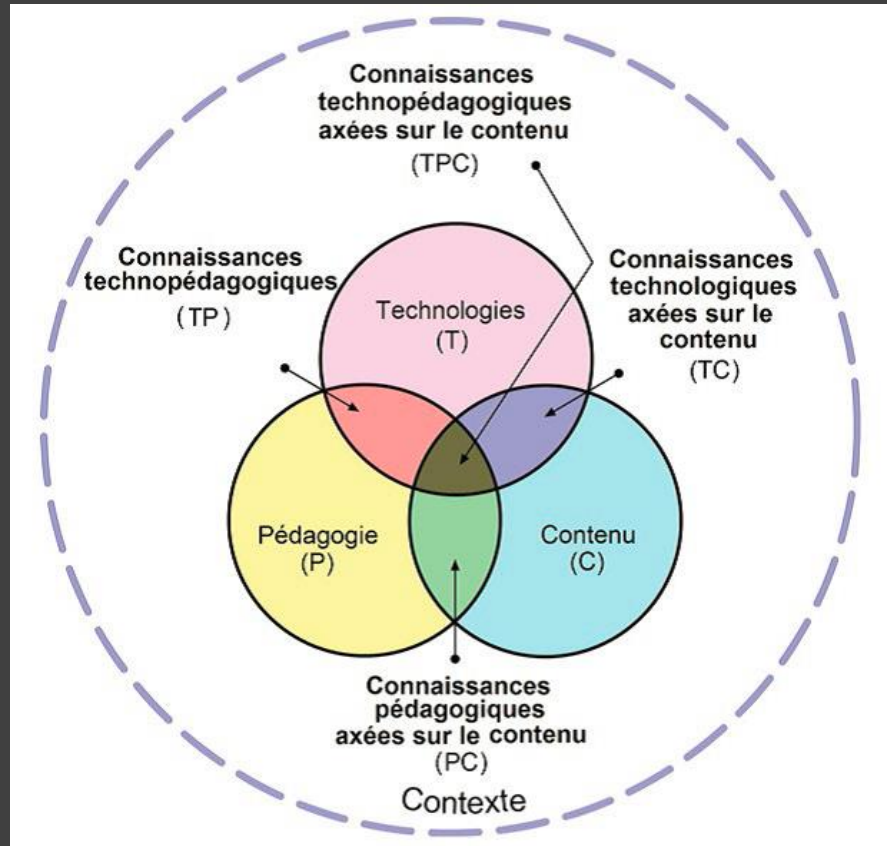 Connaissances
technopédagogiques
axées sur le contenu
(TPC)
Connaissances
technopédagogiques
(TP)
Connaissances
technologiques
axées sur le
contenu
(TC)
Technologies
(T)
Pédagogie
(P)
Contenu
(C)
Connaissances
pédagogiques
axées sur le contenu
(PC)
Contexte